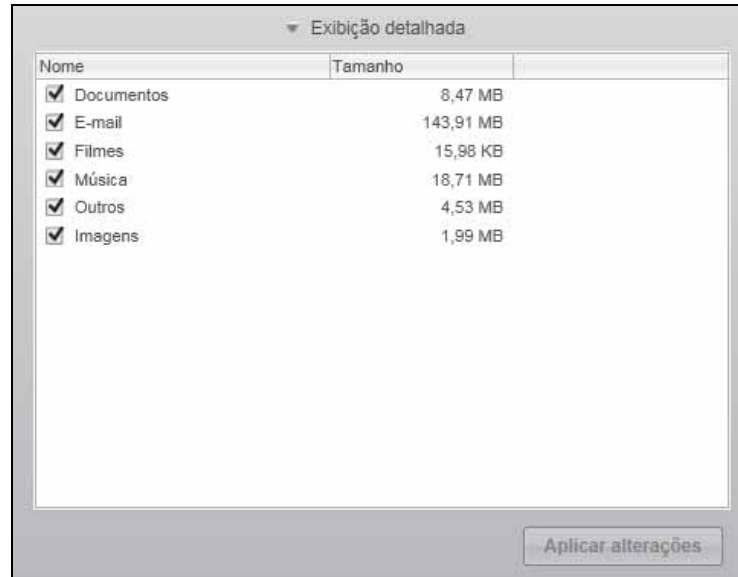 Exibição detalhada
Nome Tamanho
Documentos 8,47 MB
E-mail 143,91 MB
Filmes 15,98 KB
Música 18,71 MB
Outros 4,53 MB
Imagens 1,99 MB
Aplicar alterações